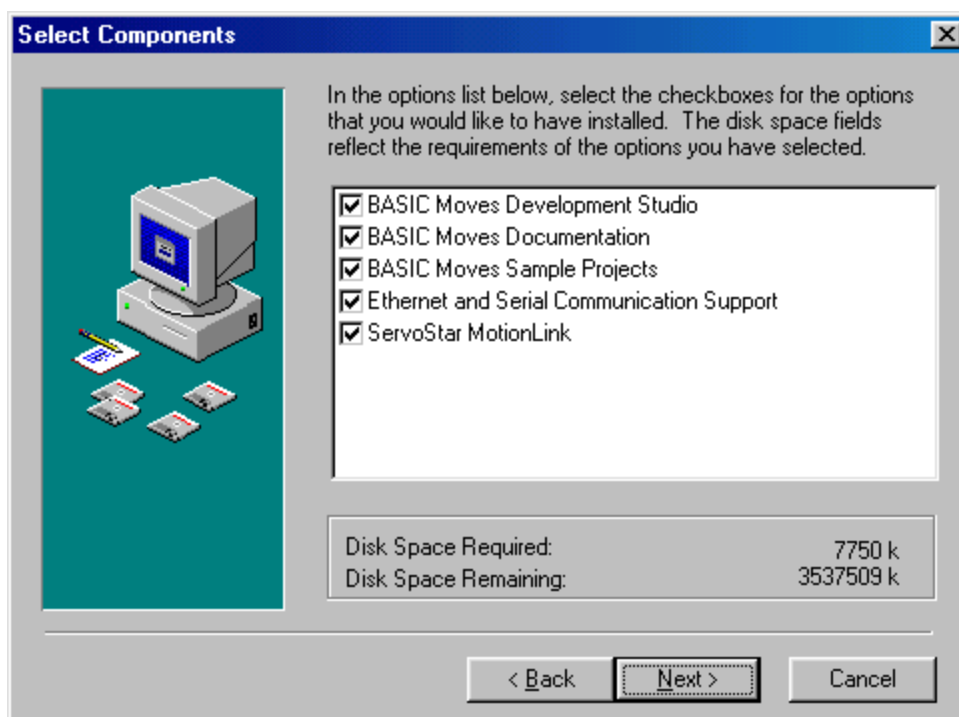 Select Components
In the options list below, select the checkboxes for the options
that you would like to have installed.  The disk space fields
reflect the requirements of the options you have selected.
BASIC Moves Development Studio
BASIC Moves Documentation
BASIC Moves Sample Projects
Ethernet and Serial Communication Support
ServoStar MotionLink
Disk Space Required: 7750 k
Disk Space Remaining: 3537509 k
< Back Next > Cancel